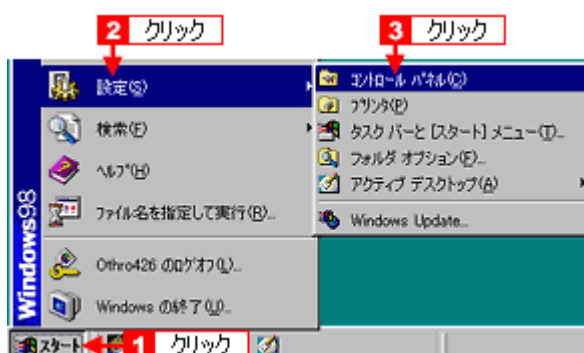 2 クリック
3 クリック
設定(S)
検索(F)
ヘルプ(H)
ファイル名を指定して実行(R)...
Othro426 のログオフ(L)...
Windows の終了(U)...
Windows98
コントロール パネル(C)
プリンタ(P)
タスク バーと [スタート] メニュー(T)...
フォルダ オプション(F)...
アクティブ デスクトップ(A)
Windows Update...
スタート
1 クリック